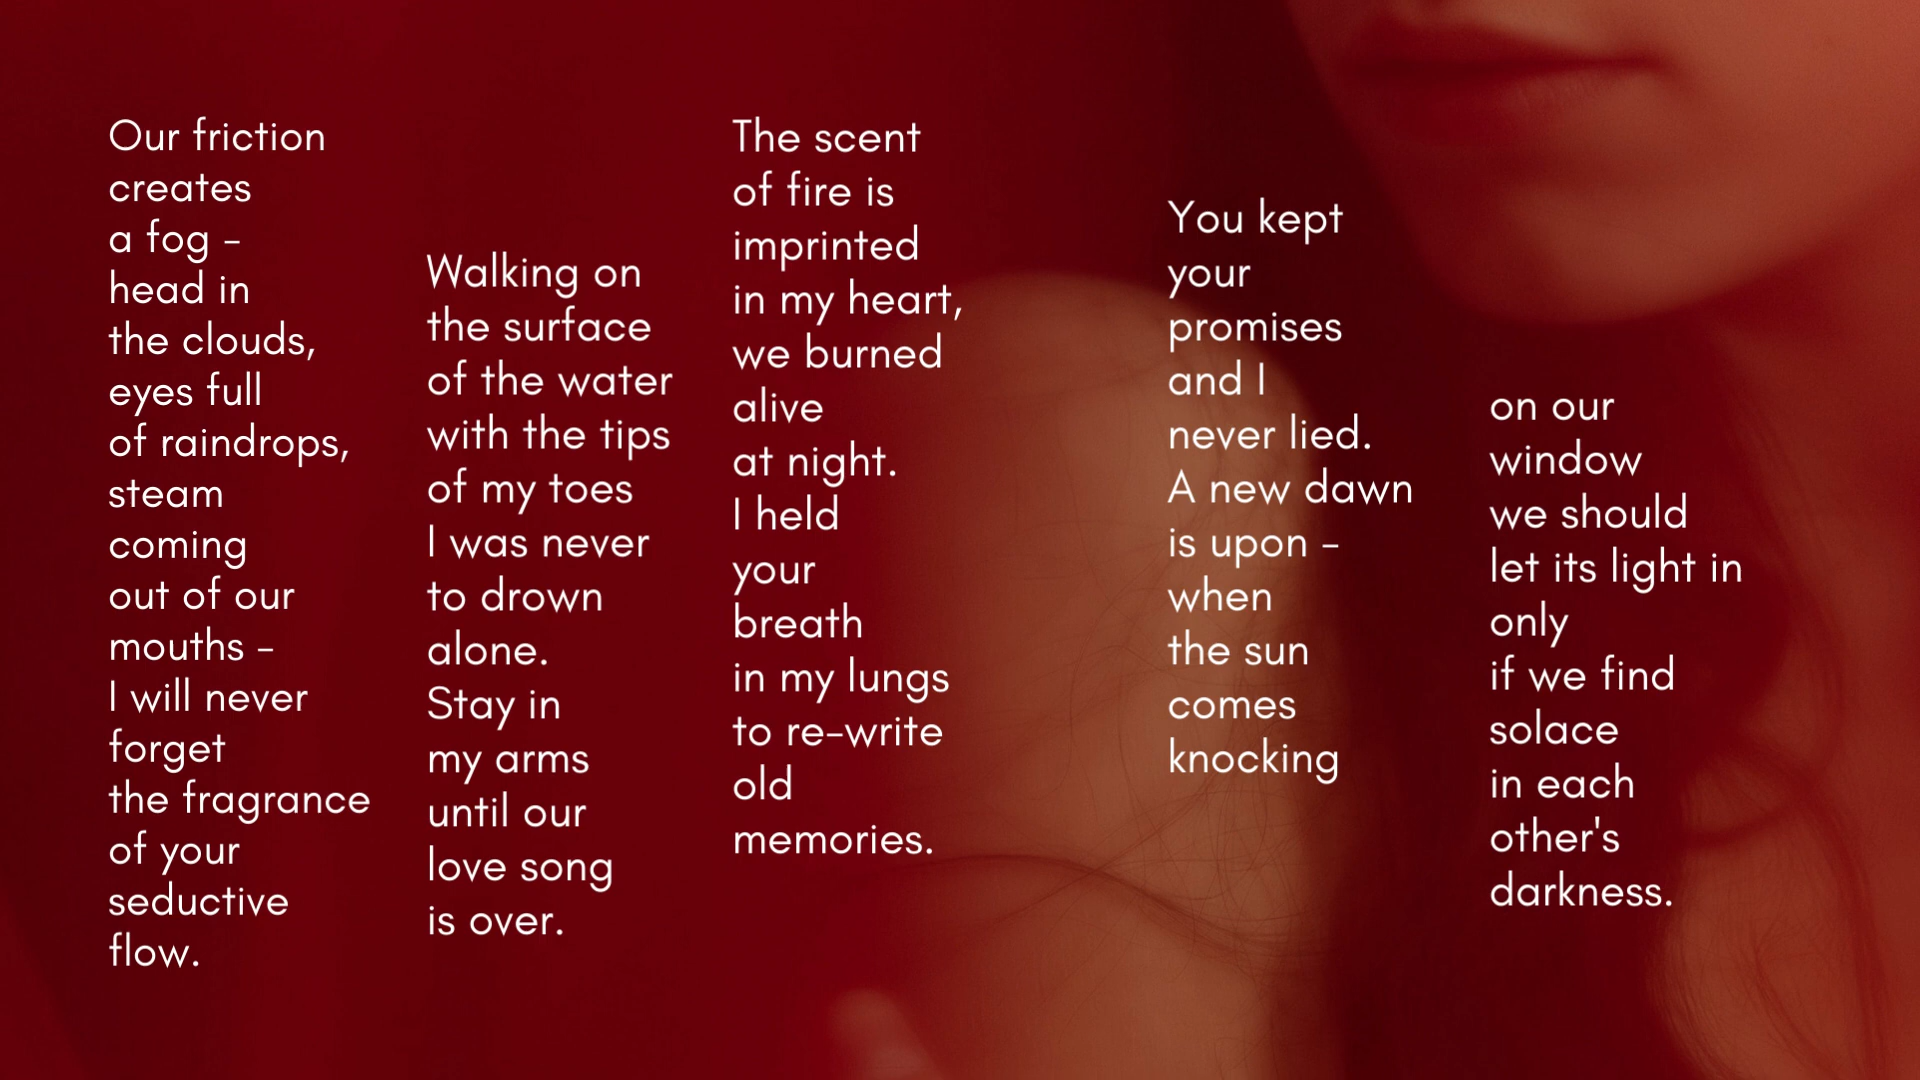 Our friction
creates
a fog -
head in
the clouds,
eyes full
of raindrops,
steam
coming
out of our
mouths -
I will never
forget
the fragrance
of your
seductive
flow.
Walking on
the surface
of the water
with the tips
of my toes
I was never
to drown
alone.
Stay in
my arms
until our
love song
is over.
The scent
of fire is
imprinted
in my heart,
we burned
alive
at night.
I held
your
breath
in my lungs
to re-write
old
memories.
You kept
your
promises
and I
never lied.
A new dawn
is upon -
when
the sun
comes
knocking
on our
window
we should
let its light in
only
if we find
solace
in each
other's
darkness.